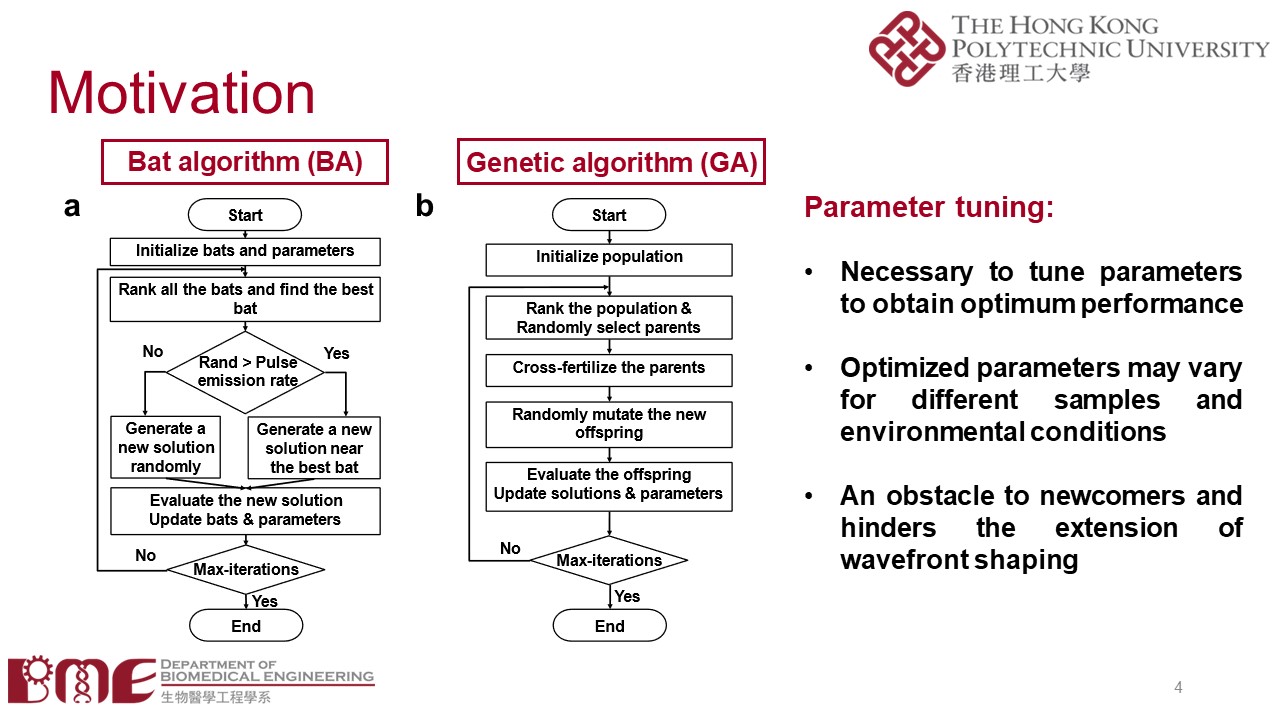 THE HONG KONG
POLYTECHNIC UNIVERSITY
香港理工大學
Motivation
Bat algorithm (BA)
a
Start
Initialize bats and parameters
Rank all the bats and find the best
bat
No
Rand > Pulse
emission rate
Yes
Generate a
new solution
randomly
Generate a new
solution near
the best bat
Evaluate the new solution
Update bats & parameters
No
Max-iterations
Yes
End
Genetic algorithm (GA)
b
Start
Initialize population
Rank the population &
Randomly select parents
Cross-fertilize the parents
Randomly mutate the new
offspring
Evaluate the offspring
Update solutions & parameters
No
Max-iterations
Yes
End
Parameter tuning:
• Necessary to tune parameters
to obtain optimum performance
• Optimized parameters may vary
for different samples and
environmental conditions
• An obstacle to newcomers and
hinders the extension of
wavefront shaping
BME
DEPARTMENT OF
BIOMEDICAL ENGINEERING
生物醫學工程學系
4